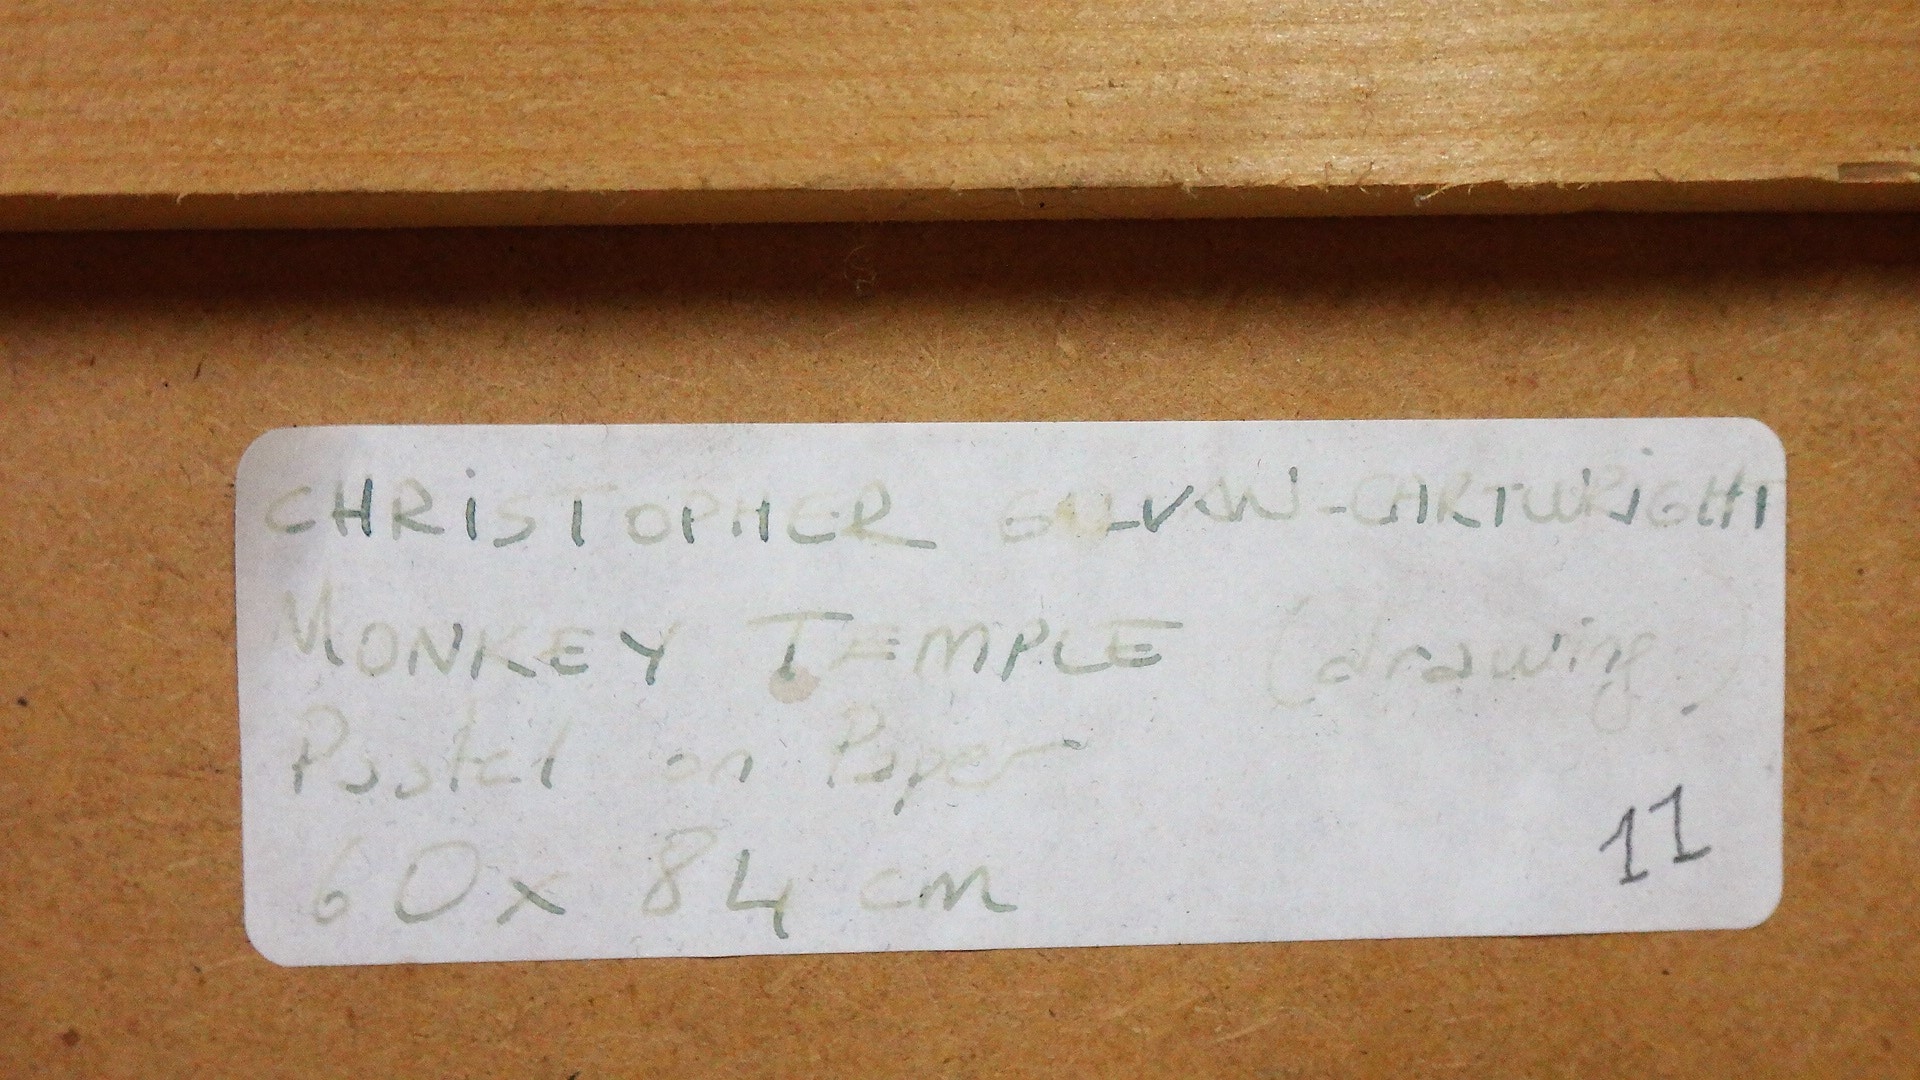 CHRiSTOPHER GALVAN-CARTWRiGHT
MONKEY TEMPLE (drawing)
Pastel on Paper
60x 84 cm
11